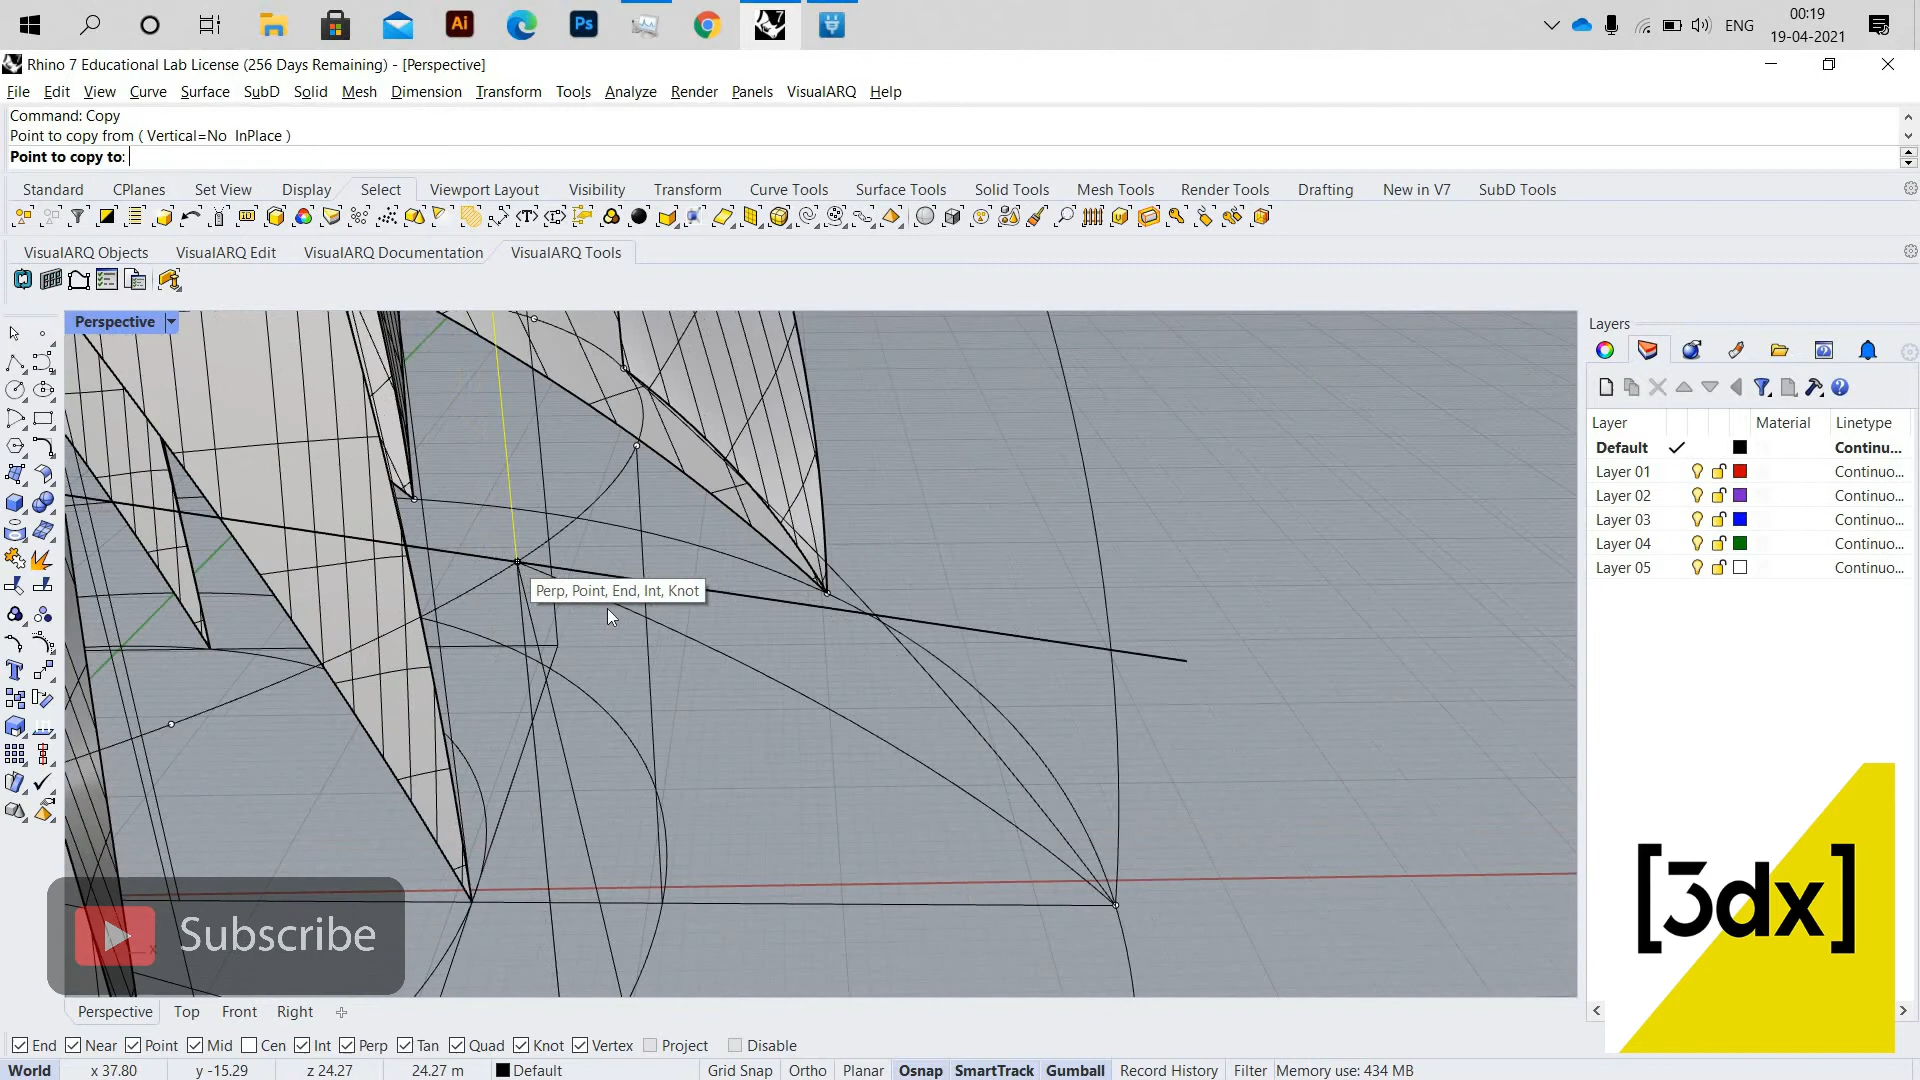 Ai
Ps
7
ENG
00:19
19-04-2021
Rhino 7 Educational Lab License (256 Days Remaining) - [Perspective]
File Edit View Curve Surface SubD Solid Mesh Dimension Transform Tools Analyze Render Panels VisualARQ Help
Command: Copy
Point to copy from ( Vertical=No InPlace )
Point to copy to:
Standard CPlanes Set View Display Select Viewport Layout Visibility Transform Curve Tools Surface Tools Solid Tools Mesh Tools Render Tools Drafting New in V7 SubD Tools
VisualARQ Objects VisualARQ Edit VisualARQ Documentation VisualARQ Tools
Perspective
Layers
Layer Material Linetype
Default Continu...
Layer 01 Continuo...
Layer 02 Continuo...
Layer 03 Continuo...
Layer 04 Continuo...
Layer 05 Continuo...
Perp, Point, End, Int, Knot
Subscribe
x
[3dx]
Perspective Top Front Right
End Near Point Mid Cen Int Perp Tan Quad Knot Vertex Project Disable
World x 37.80 y -15.29 z 24.27 24.27 m Default Grid Snap Ortho Planar Osnap SmartTrack Gumball Record History Filter Memory use: 434 MB